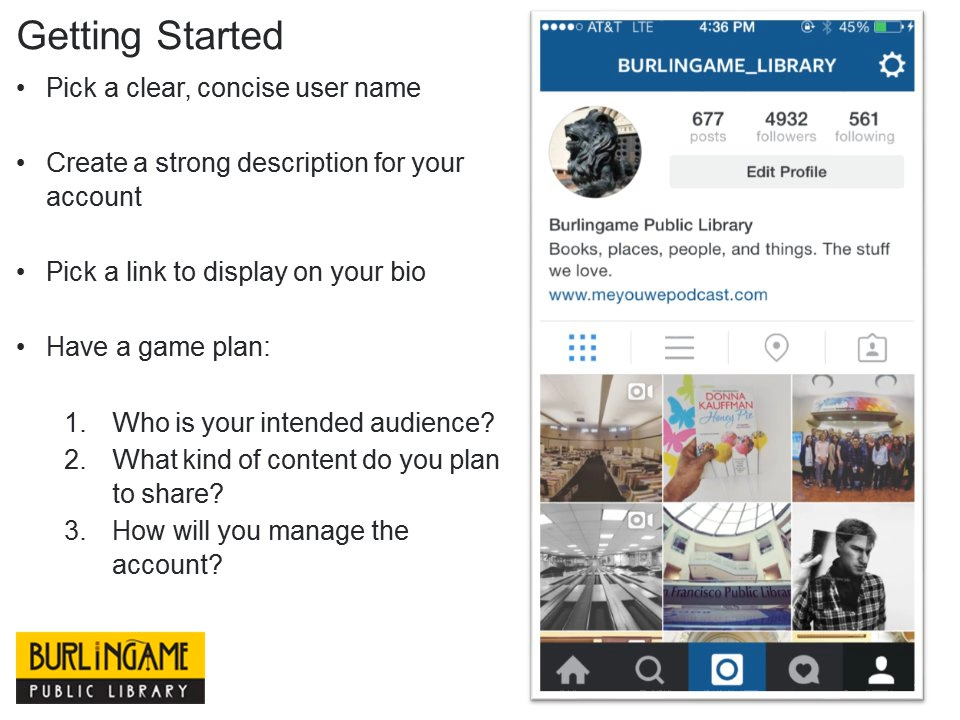 Getting Started
• Pick a clear, concise user name
• Create a strong description for your
account
• Pick a link to display on your bio
• Have a game plan:
1. Who is your intended audience?
2. What kind of content do you plan
to share?
3. How will you manage the
account?
BURLINGAME
PUBLIC LIBRARY
AT&T LTE 4:36 PM 45%
BURLINGAME_LIBRARY
677 4932 561
posts followers following
Edit Profile
Burlingame Public Library
Books, places, people, and things. The stuff
we love.
www.meyouwepodcast.com
DONNA
KAUFFMAN
Honey Pie
Francisco Public Librar